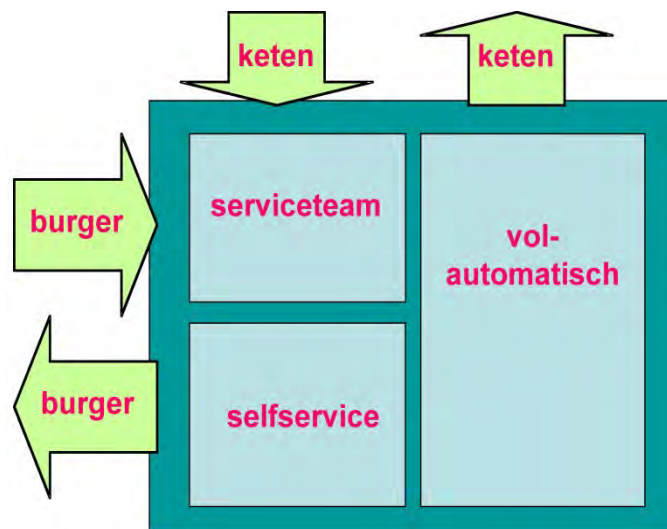 keten
keten
burger
serviceteam
vol-
automatisch
burger
selfservice